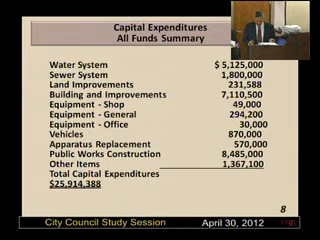 Capital Expenditures
All Funds Summary
Water System $ 5,125,000
Sewer System 1,800,000
Land Improvements 231,588
Building and Improvements 7,110,500
Equipment - Shop 49,000
Equipment - General 294,200
Equipment - Office 30,000
Vehicles 870,000
Apparatus Replacement 570,000
Public Works Construction 8,485,000
Other Items 1,367,100
Total Capital Expenditures
$25,914,388
8
City Council Study Session April 30, 2012